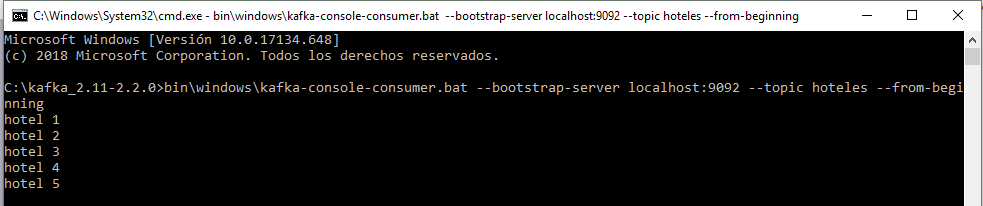 C:\Windows\System32\cmd.exe - bin\windows\kafka-console-consumer.bat --bootstrap-server localhost:9092 --topic hoteles --from-beginning
Microsoft Windows [Versión 10.0.17134.648]
(c) 2018 Microsoft Corporation. Todos los derechos reservados.
C:\kafka_2.11-2.2.0>bin\windows\kafka-console-consumer.bat --bootstrap-server localhost:9092 --topic hoteles --from-begi
nning
hotel 1
hotel 2
hotel 3
hotel 4
hotel 5